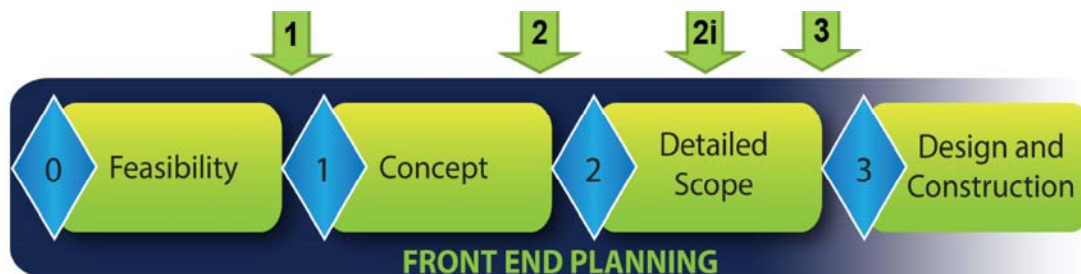 1 2 2i 3
0 Feasibility 1 Concept 2 Detailed Scope 3 Design and Construction
FRONT END PLANNING